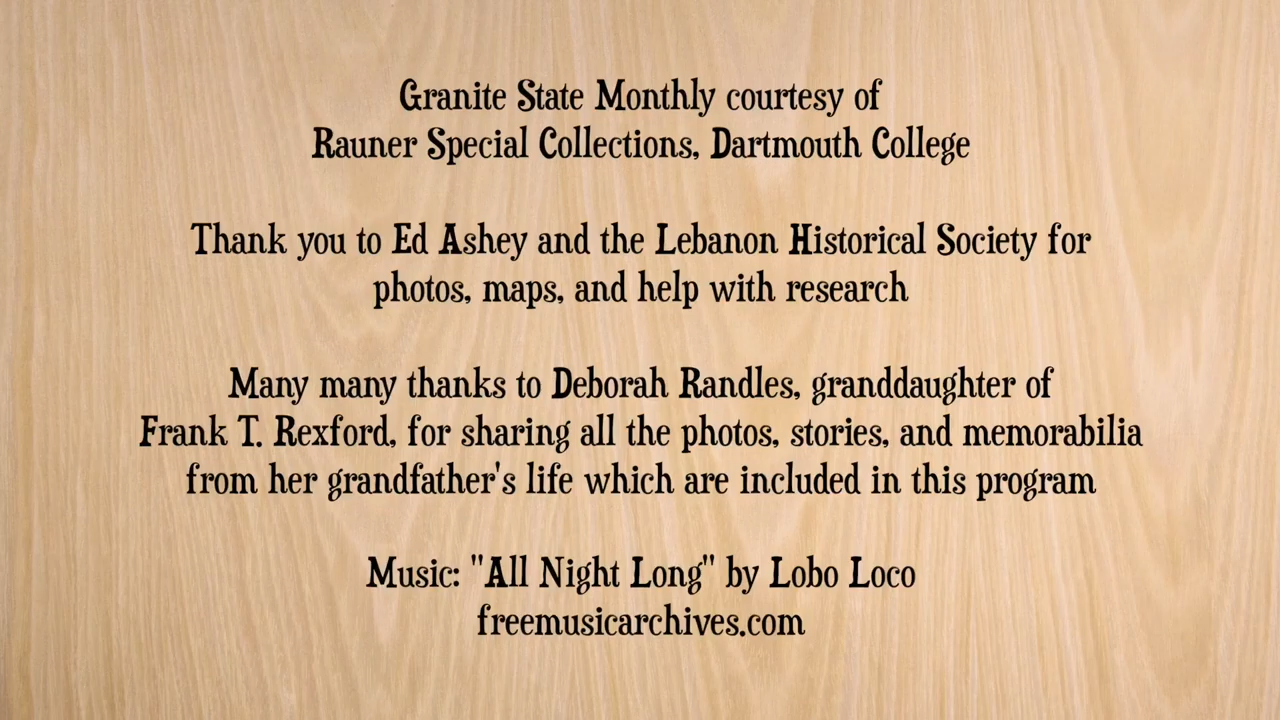 Granite State Monthly courtesy of
Rauner Special Collections, Dartmouth College
Thank you to Ed Ashey and the Lebanon Historical Society for
photos, maps, and help with research
Many many thanks to Deborah Randles, granddaughter of
Frank T. Rexford, for sharing all the photos, stories, and memorabilia
from her grandfather's life which are included in this program
Music: "All Night Long" by Lobo Loco
freemusicarchives.com